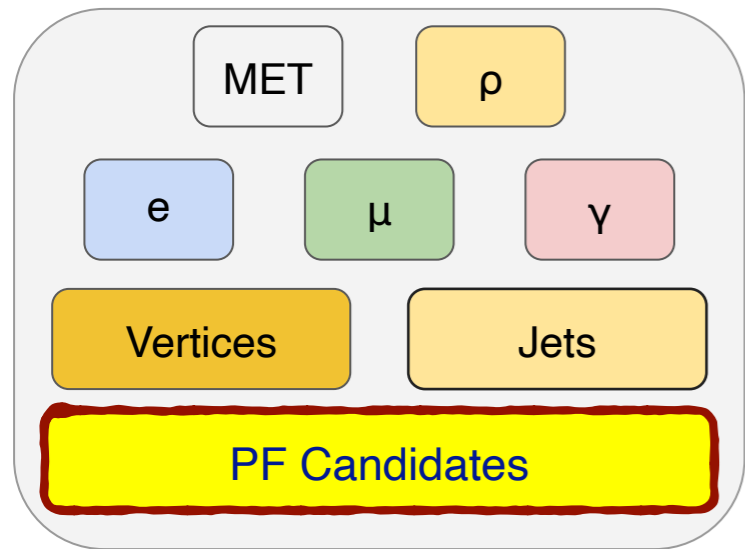 MET
ρ
e
μ
γ
Vertices
Jets
PF Candidates